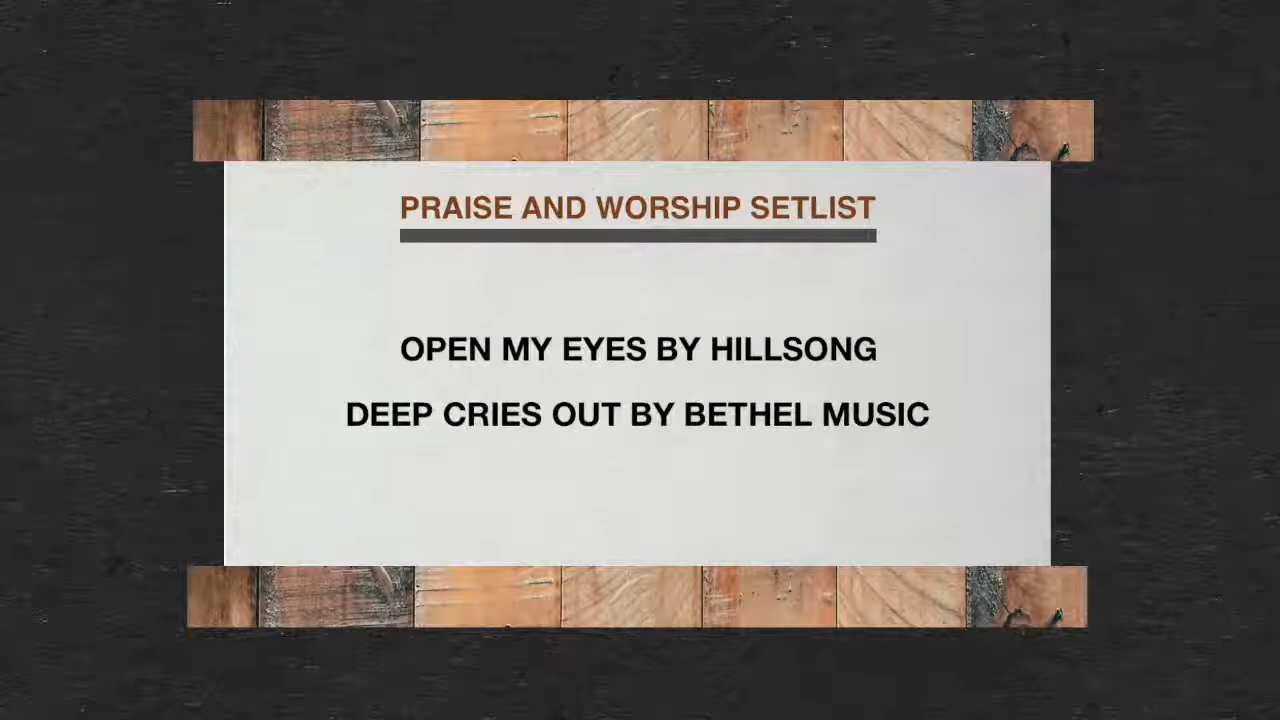 PRAISE AND WORSHIP SETLIST
OPEN MY EYES BY HILLSONG
DEEP CRIES OUT BY BETHEL MUSIC